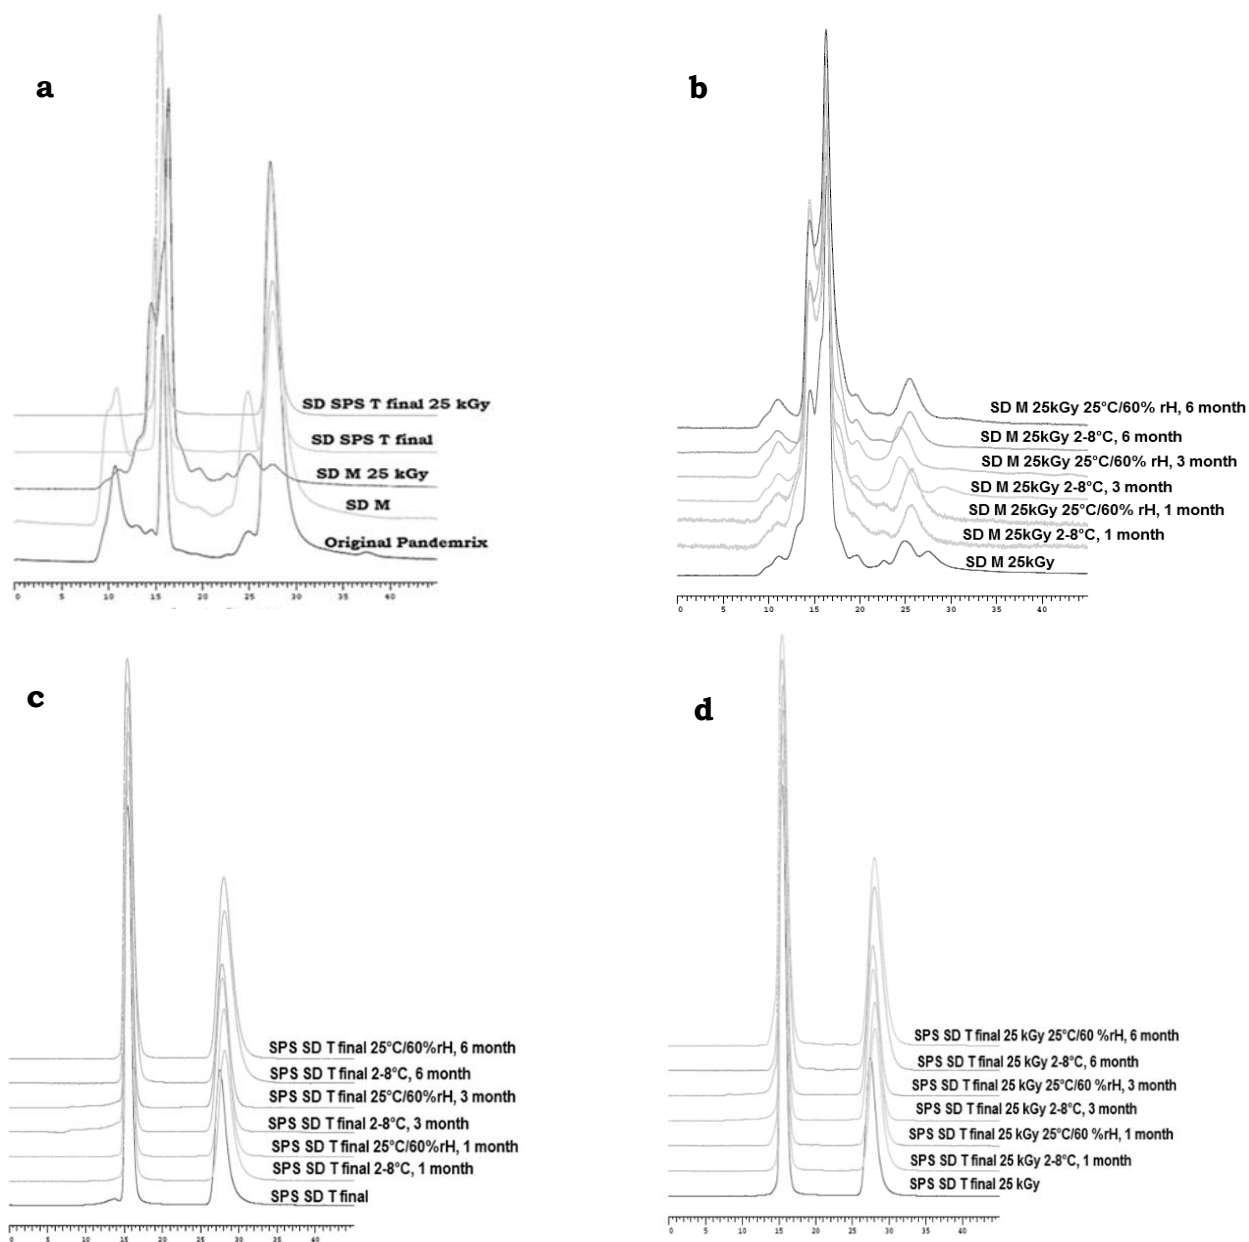 a
SD SPS T final 25 kGy
SD SPS T final
SD M 25 kGy
SD M
Original Pandemrix
0 5 10 15 20 25 30 35 40
b
SD M 25kGy 25°C/60% rH, 6 month
SD M 25kGy 2-8°C, 6 month
SD M 25kGy 25°C/60% rH, 3 month
SD M 25kGy 2-8°C, 3 month
SD M 25kGy 25°C/60% rH, 1 month
SD M 25kGy 2-8°C, 1 month
SD M 25kGy
0 5 10 15 20 25 30 35 40
c
SPS SD T final 25°C/60%rH, 6 month
SPS SD T final 2-8°C, 6 month
SPS SD T final 25°C/60%rH, 3 month
SPS SD T final 2-8°C, 3 month
SPS SD T final 25°C/60%rH, 1 month
SPS SD T final 2-8°C, 1 month
SPS SD T final
0 5 10 15 20 25 30 35 40
d
SPS SD T final 25 kGy 25°C/60 %rH, 6 month
SPS SD T final 25 kGy 2-8°C, 6 month
SPS SD T final 25 kGy 25°C/60 %rH, 3 month
SPS SD T final 25 kGy 2-8°C, 3 month
SPS SD T final 25 kGy 25°C/60 %rH, 1 month
SPS SD T final 25 kGy 2-8°C, 1 month
SPS SD T final 25 kGy
0 5 10 15 20 25 30 35 40